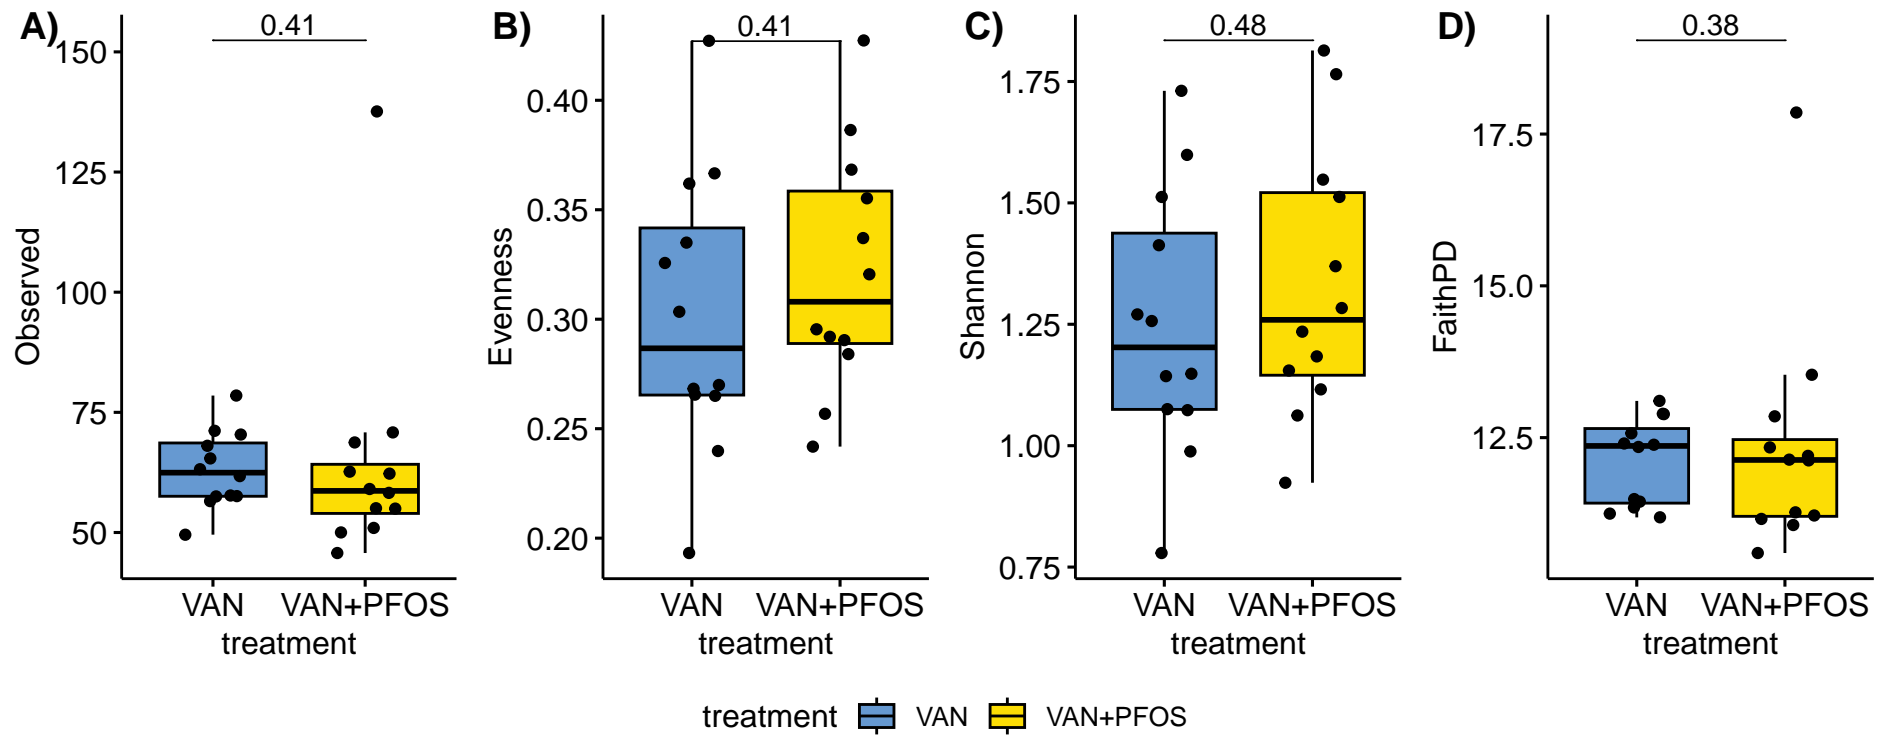 A)
0.41
150
125
100
75
50
Observed
VAN
VAN+PFOS
treatment
B)
0.41
0.40
0.35
0.30
0.25
0.20
Evenness
VAN
VAN+PFOS
treatment
C)
0.48
1.75
1.50
1.25
1.00
0.75
Shannon
VAN
VAN+PFOS
treatment
D)
0.38
17.5
15.0
12.5
FaithPD
VAN
VAN+PFOS
treatment
treatment VAN VAN+PFOS